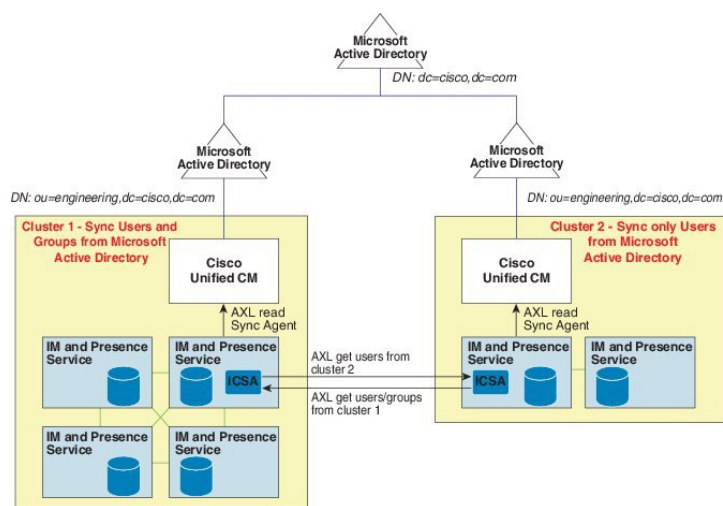 Microsoft
Active Directory
DN: dc=cisco,dc=com
Microsoft
Active Directory
Microsoft
Active Directory
DN: ou=engineering,dc=cisco,dc=com
DN: ou=engineering,dc=cisco,dc=com
Cluster 1 - Sync Users and
Groups from Microsoft
Active Directory
Cisco
Unified CM
AXL read
Sync Agent
IM and Presence
Service
IM and Presence
Service
ICSA
IM and Presence
Service
IM and Presence
Service
AXL get users from
cluster 2
AXL get users/groups
from cluster 1
Cluster 2 - Sync only Users
from Microsoft
Active Directory
Cisco
Unified CM
AXL read
Sync Agent
IM and Presence
Service
ICSA
IM and Presence
Service